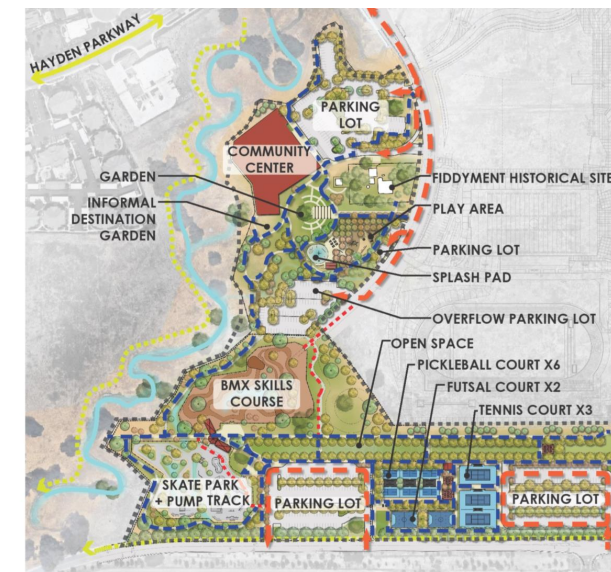 HAYDEN PARKWAY
PARKING
LOT
COMMUNITY
CENTER
GARDEN
FIDDYMENT HISTORICAL SITE
INFORMAL
DESTINATION
GARDEN
PLAY AREA
PARKING LOT
SPLASH PAD
OVERFLOW PARKING LOT
OPEN SPACE
PICKLEBALL COURT X6
BMX SKILLS
COURSE
FUTSAL COURT X2
TENNIS COURT X3
SKATE PARK
+ PUMP TRACK
PARKING LOT
PARKING LOT